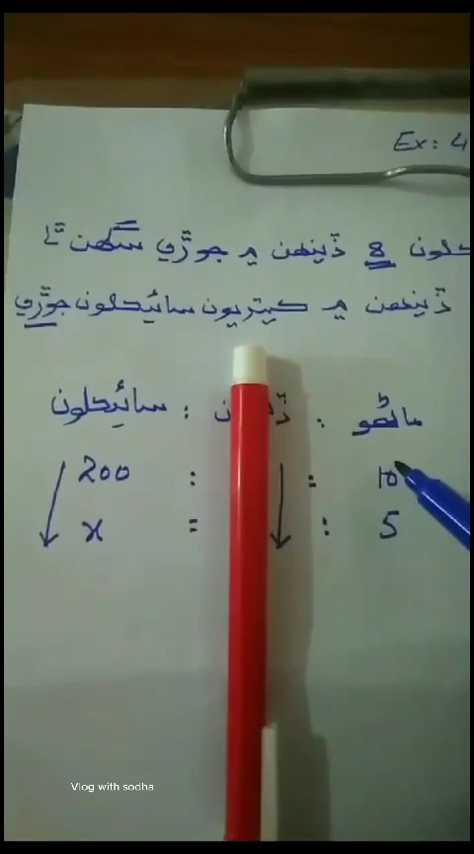 Ex: 4
8 ڏينهن ۾ جوڙي سگهن ٿا
ڏينهن ۾ ڪيتريون سائيڪلون جوڙي
ماڻهو : : سائيڪلون
10 : : 200
5 : = x
Vlog with sodha